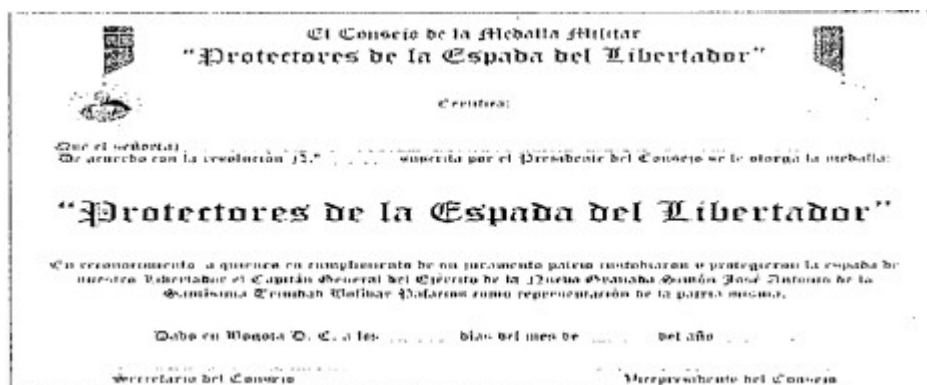 El Consejo de la Medalla Militar
“Protectores de la Espada del Libertador”
Certifica:
Que el señor(a)
De acuerdo con la resolución N.° ...... suscrita por el Presidente del Consejo se le otorga la medalla:
“Protectores de la Espada del Libertador”
En reconocimiento a quienes en cumplimiento de un juramento patrio custodiaron y protegieron la espada de
nuestro Libertador el Capitán General del Ejército de la Nueva Granada Simón José Antonio de la
Santísima Trinidad Bolívar Palacios como representación de la patria misma.
Dado en Bogotá D. C. a los ...... días del mes de ...... del año ......
Secretario del Consejo
Vicepresidente del Consejo